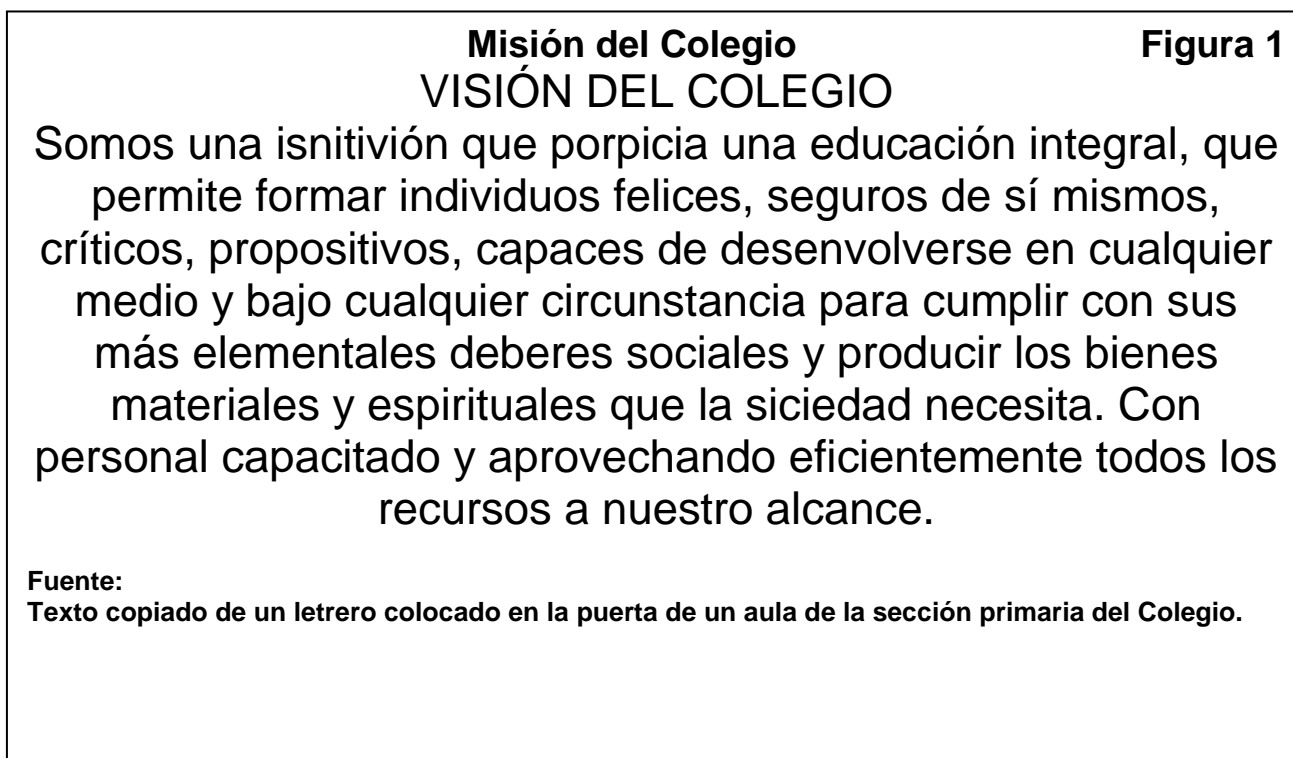 Misión del Colegio Figura 1
VISIÓN DEL COLEGIO
Somos una isnitivión que porpicia una educación integral, que
permite formar individuos felices, seguros de sí mismos,
críticos, propositivos, capaces de desenvolverse en cualquier
medio y bajo cualquier circunstancia para cumplir con sus
más elementales deberes sociales y producir los bienes
materiales y espirituales que la siciedad necesita. Con
personal capacitado y aprovechando eficientemente todos los
recursos a nuestro alcance.
Fuente:
Texto copiado de un letrero colocado en la puerta de un aula de la sección primaria del Colegio.